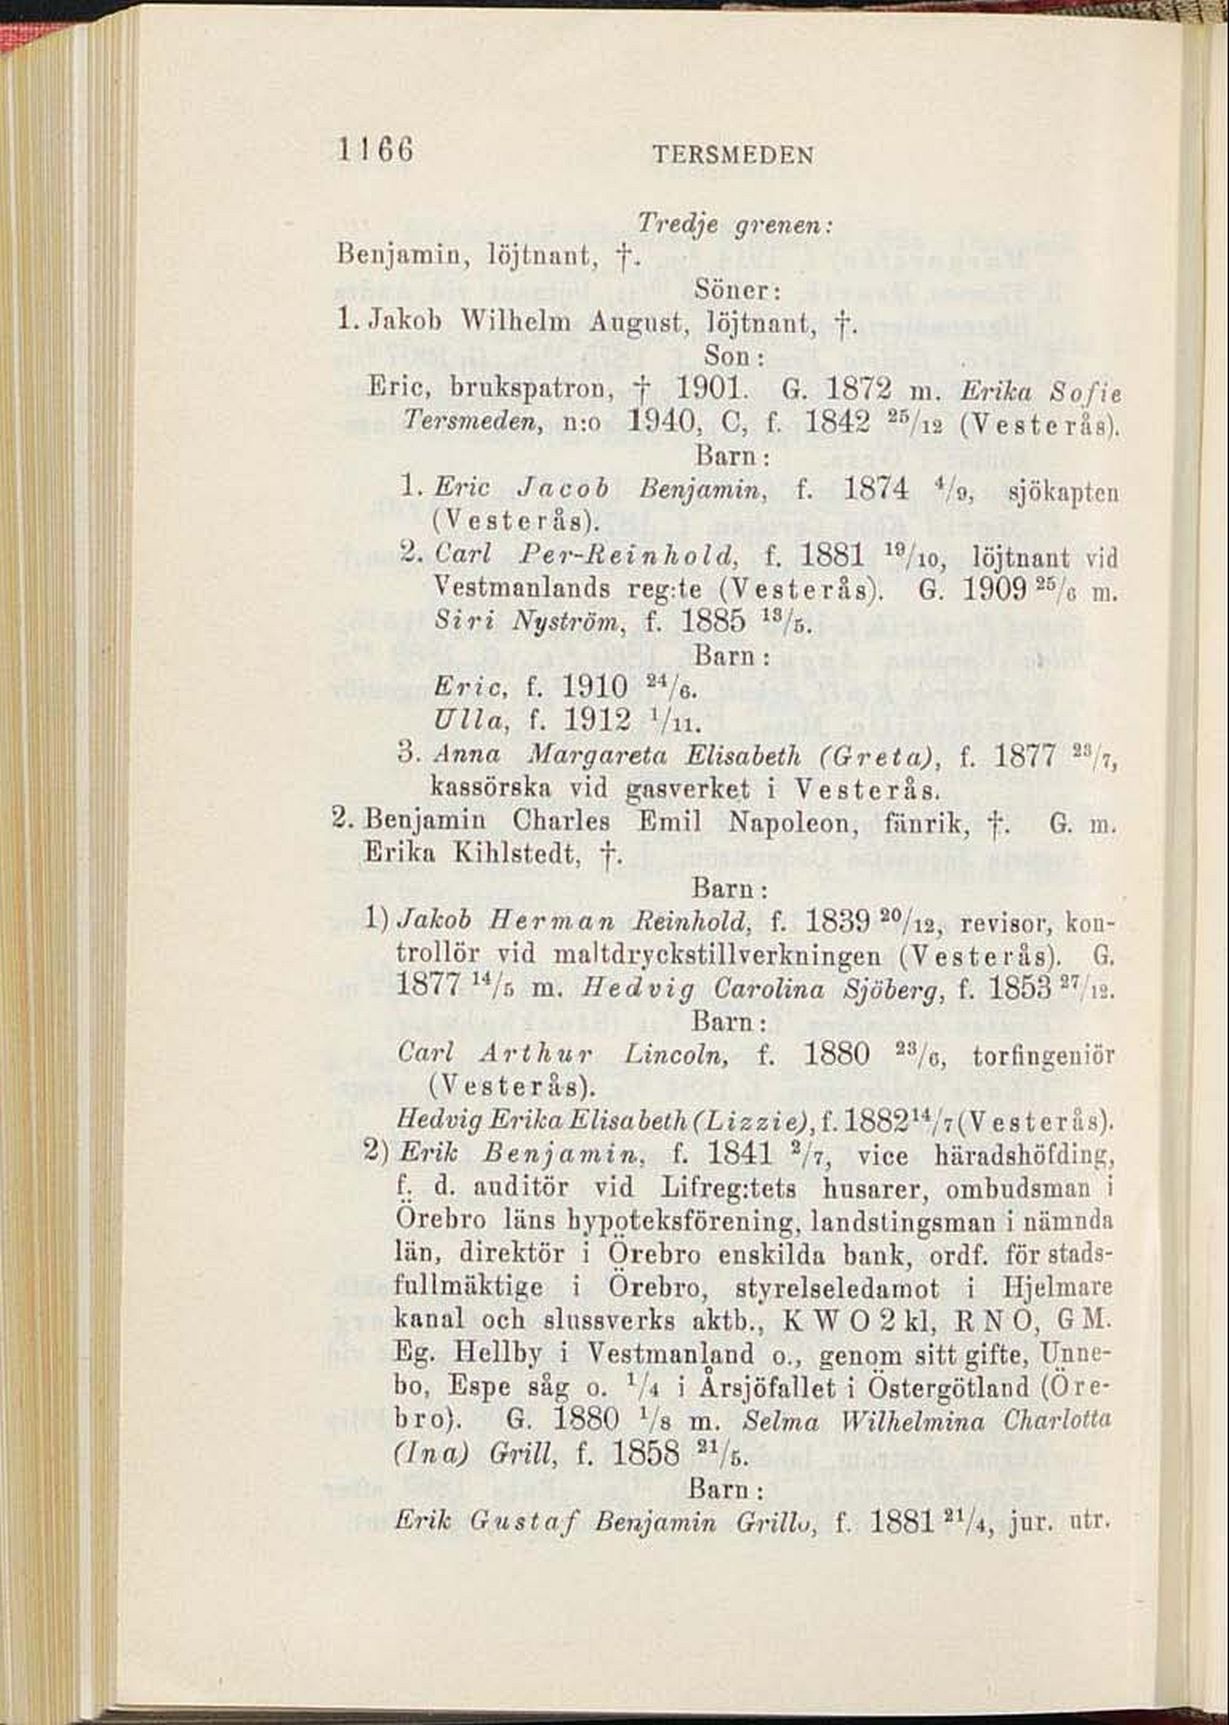 1166 TERSMEDEN
Tredje grenen:
Benjamin, löjtnant, †.
Söner:
1. Jakob Wilhelm August, löjtnant, †.
Son:
Eric, brukspatron, † 1901. G. 1872 m. Erika Sofie
Tersmeden, n:o 1940, C, f. 1842 25/12 (Vesterås).
Barn:
1. Eric Jacob Benjamin, f. 1874 4/9, sjökapten
(Vesterås).
2. Carl Per-Reinhold, f. 1881 19/10, löjtnant vid
Vestmanlands reg:te (Vesterås). G. 1909 25/6 m.
Siri Nyström, f. 1885 13/5.
Barn:
Eric, f. 1910 24/6.
Ulla, f. 1912 1/11.
3. Anna Margareta Elisabeth (Greta), f. 1877 23/7,
kassörska vid gasverket i Vesterås.
2. Benjamin Charles Emil Napoleon, fänrik, †. G. m.
Erika Kihlstedt, †.
Barn:
1) Jakob Herman Reinhold, f. 1839 20/12, revisor, kon-
trollör vid maltdryckstillverkningen (Vesterås). G.
1877 14/5 m. Hedvig Carolina Sjöberg, f. 1853 27/12.
Barn:
Carl Arthur Lincoln, f. 1880 23/6, torfingeniör
(Vesterås).
Hedvig Erika Elisabeth (Lizzie), f. 1882 14/7 (Vesterås).
2) Erik Benjamin, f. 1841 2/7, vice häradshöfding,
f. d. auditör vid Lifreg:tets husarer, ombudsman i
Örebro läns hypoteksförening, landstingsman i nämnda
län, direktör i Örebro enskilda bank, ordf. för stads-
fullmäktige i Örebro, styrelseledamot i Hjelmare
kanal och slussverks aktb., K W O 2 kl, R N O, G M.
Eg. Hellby i Vestmanland o., genom sitt gifte, Unne-
bo, Espe såg o. 1/4 i Årsjöfallet i Östergötland (Öre-
bro). G. 1880 1/8 m. Selma Wilhelmina Charlotta
(Ina) Grill, f. 1858 21/5.
Barn:
Erik Gustaf Benjamin Grillo, f. 1881 21/4, jur. utr.